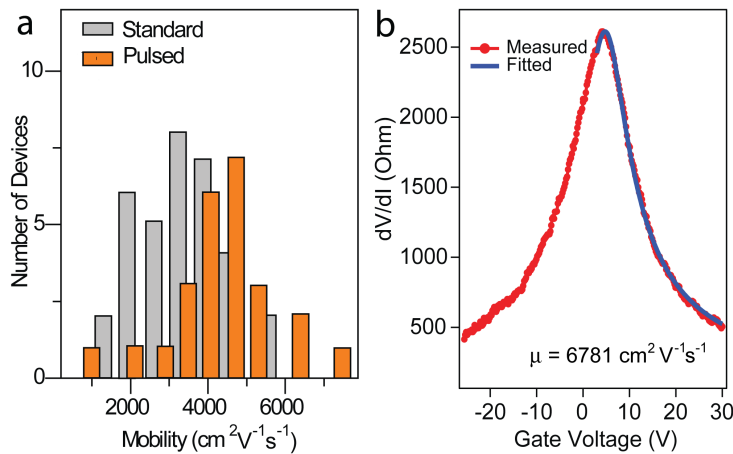 a
Standard
Pulsed
10
5
0
Number of Devices
2000 4000 6000
Mobility (cm²V⁻¹s⁻¹)
b
Measured
Fitted
2500
2000
1500
1000
500
dV/dI (Ohm)
μ = 6781 cm² V⁻¹s⁻¹
-20 -10 0 10 20 30
Gate Voltage (V)